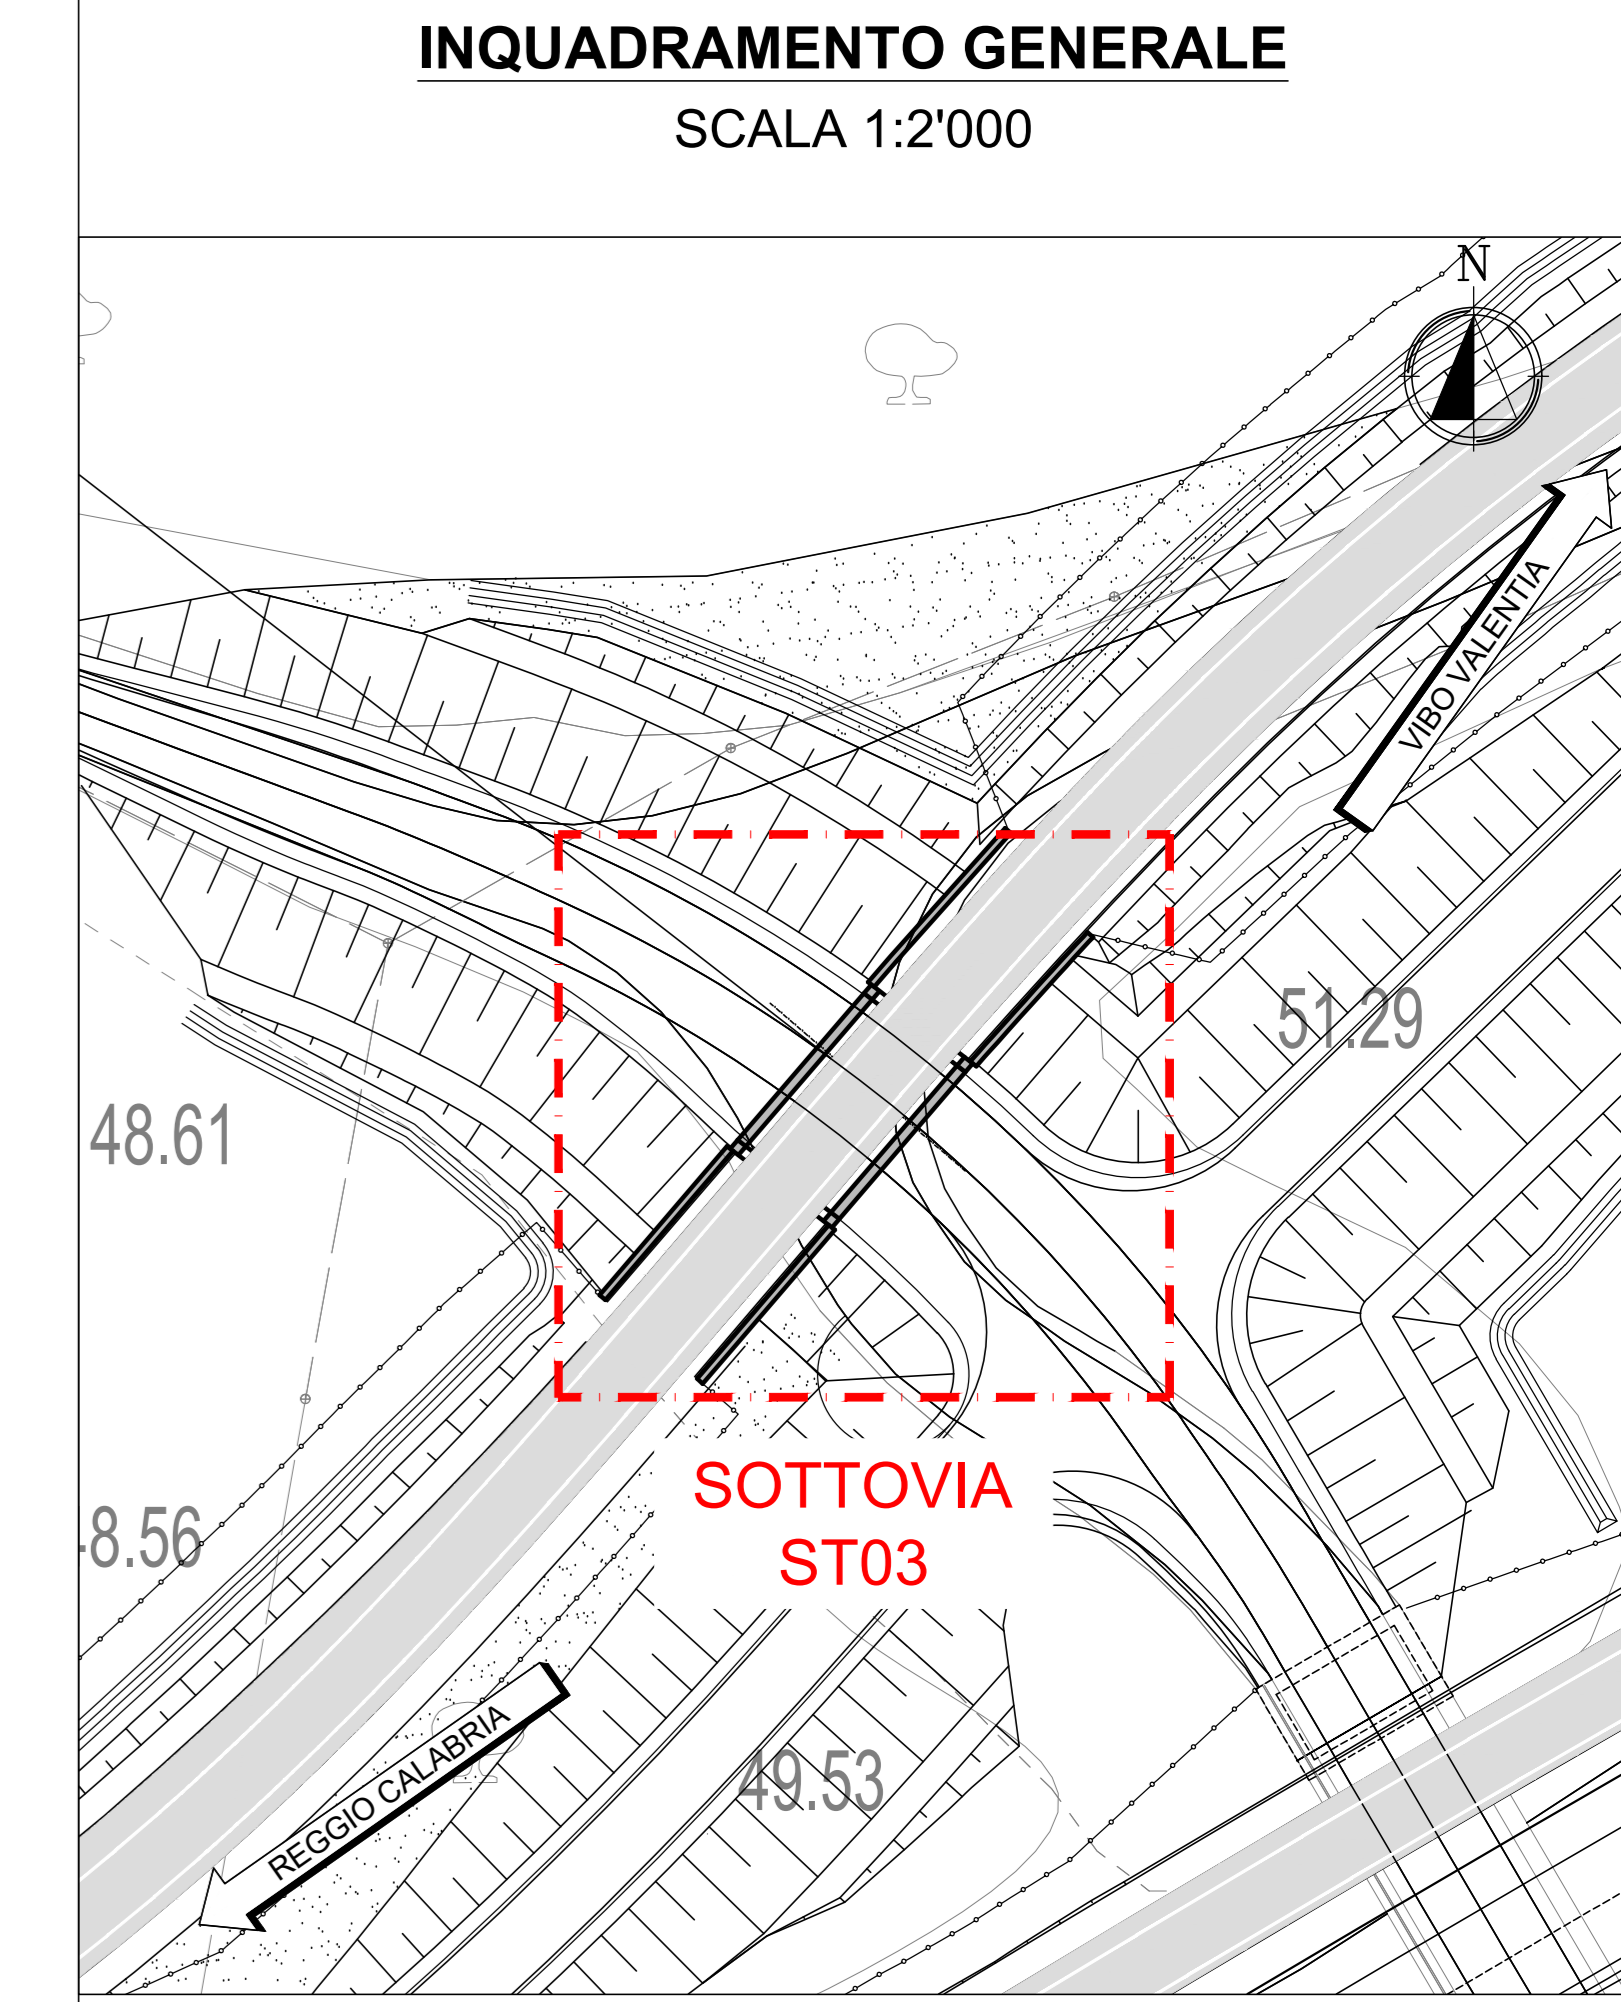 INQUADRAMENTO GENERALE
SCALA 1:2'000
N
VIBO VALENTIA
51.29
48.61
SOTTOVIA
ST03
8.56
REGGIO CALABRIA
49.53